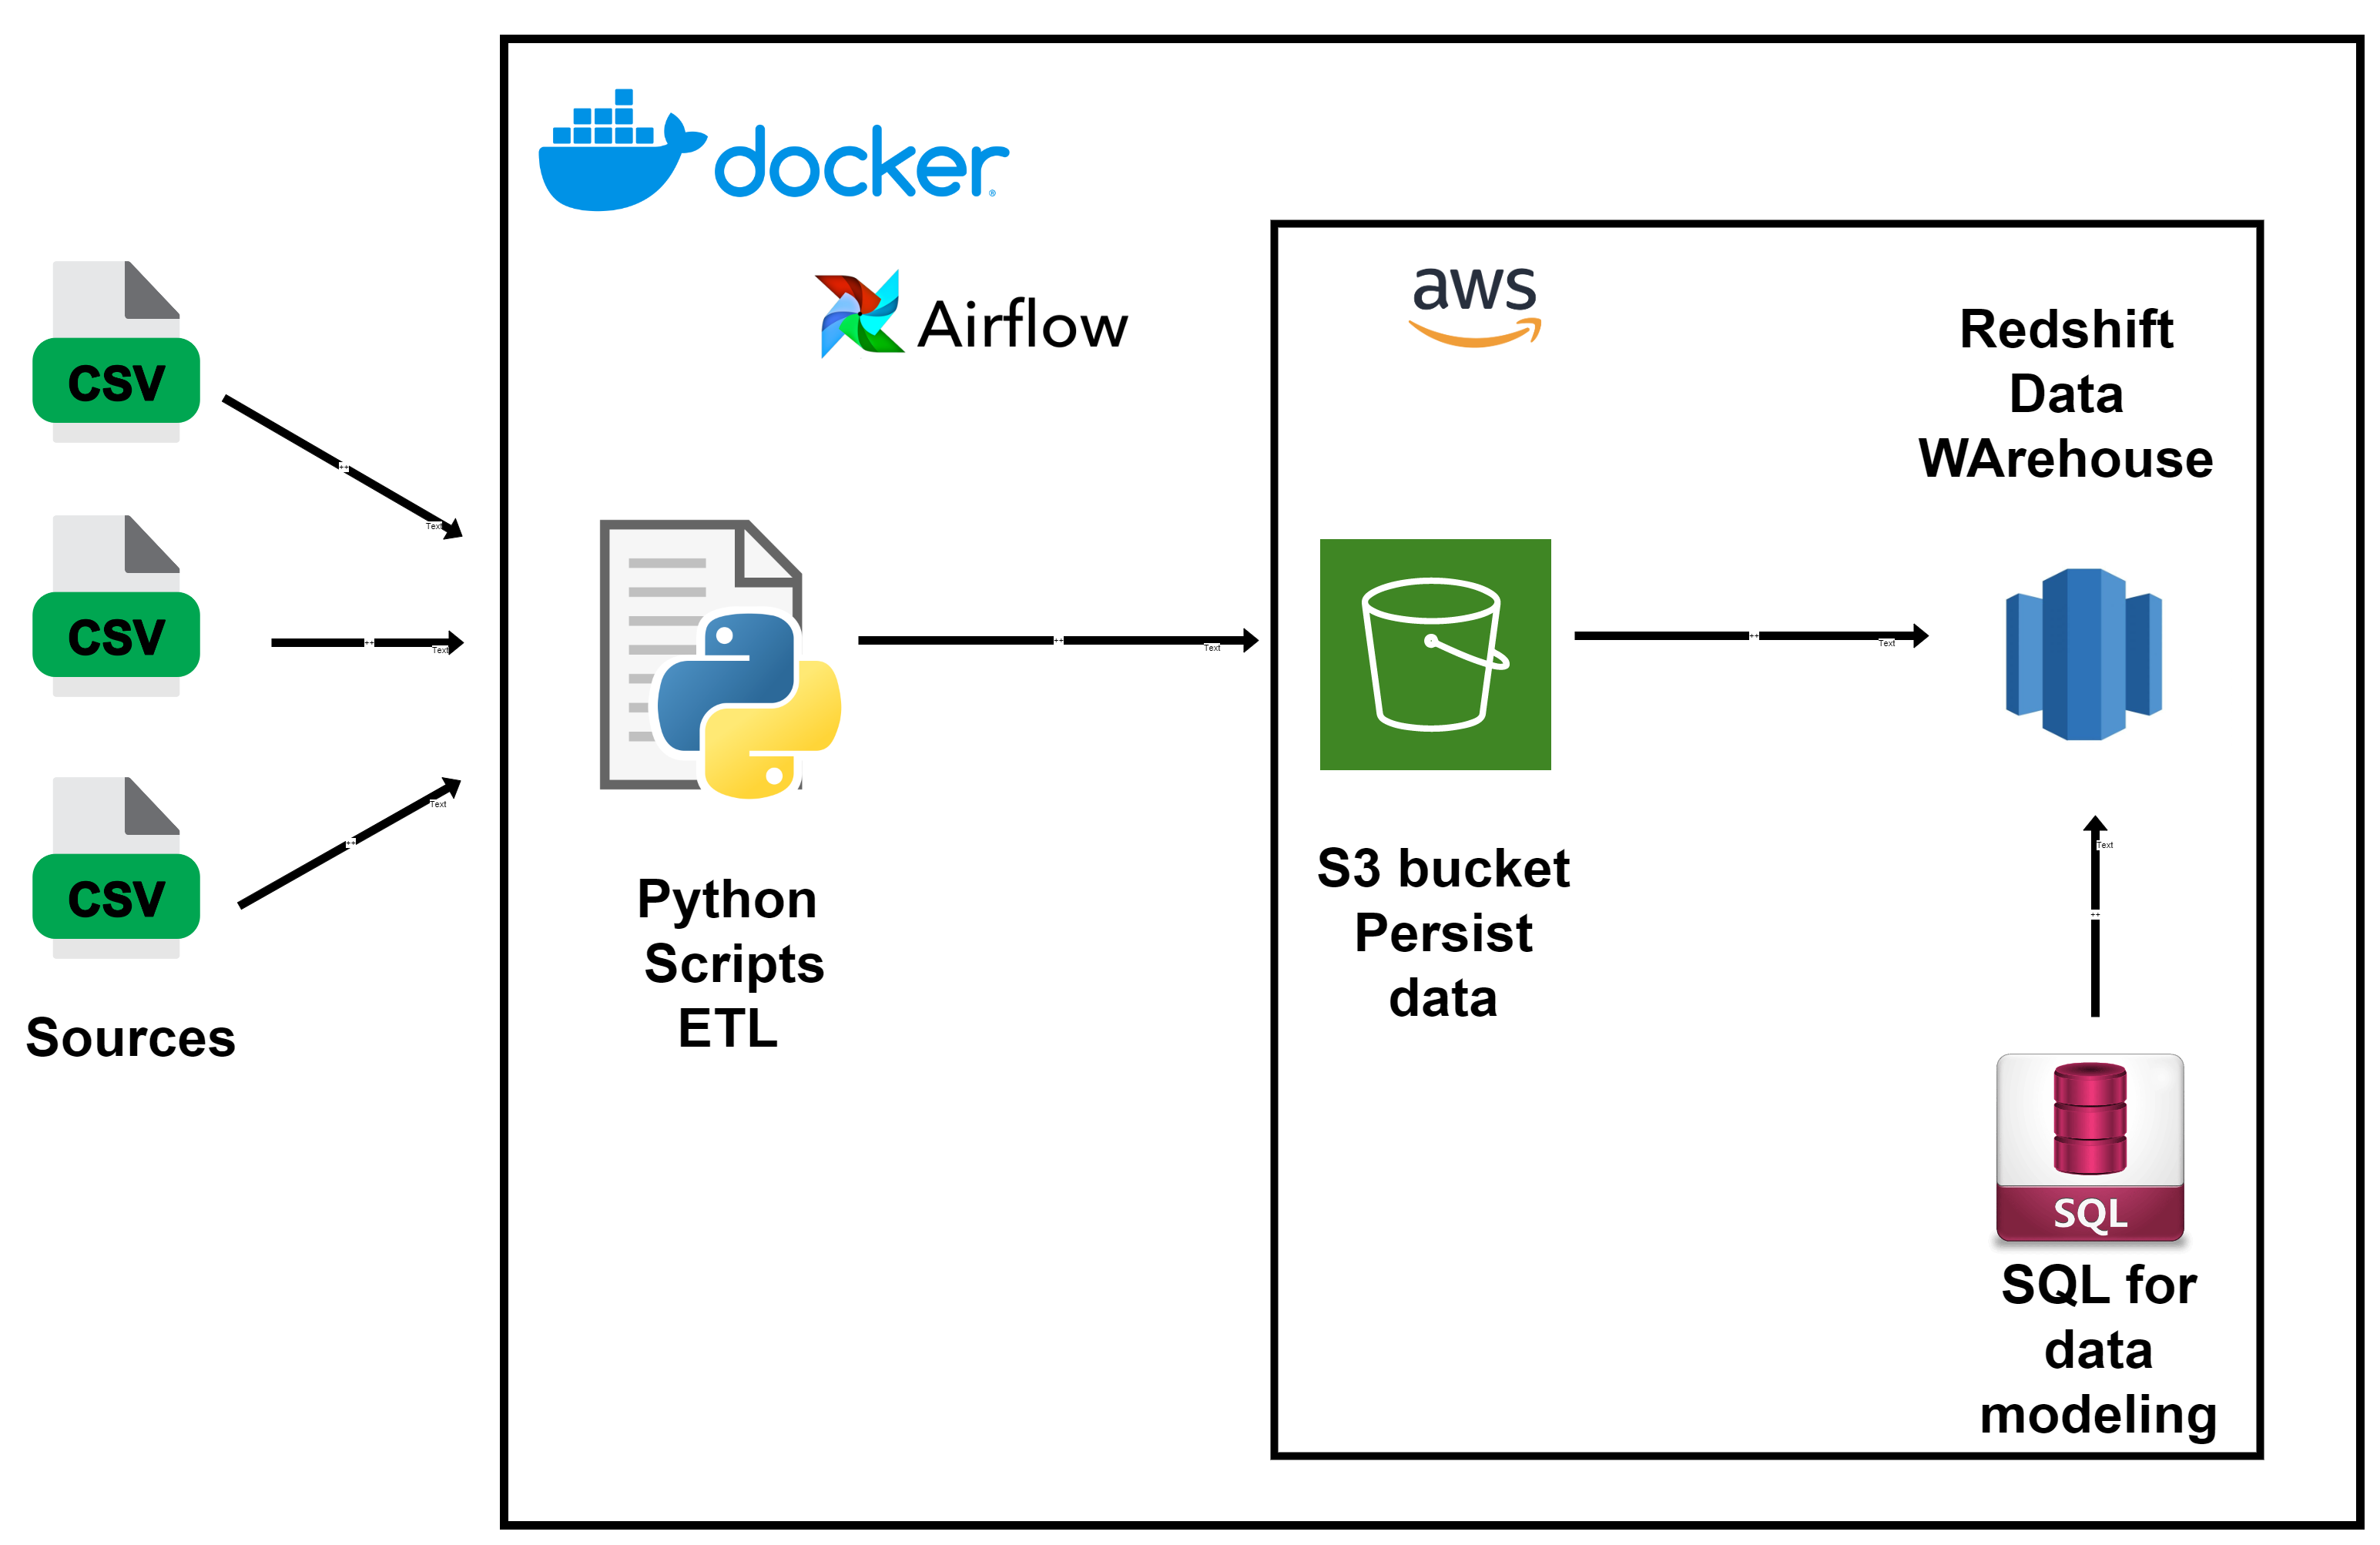 docker
Airflow
aws
Redshift
Data
WArehouse
CSV
++
Text
CSV
++
Text
CSV
++
Text
Sources
Python
Scripts
ETL
++
Text
S3 bucket
Persist
data
++
Text
Text
++
SQL
SQL for
data
modeling